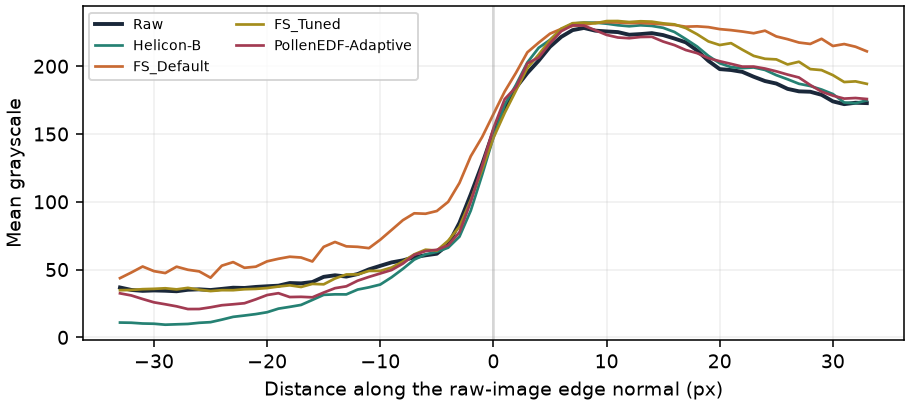 Raw
Helicon-B
FS_Default
FS_Tuned
PollenEDF-Adaptive
Mean grayscale
200
150
100
50
0
−30
−20
−10
0
10
20
30
Distance along the raw-image edge normal (px)